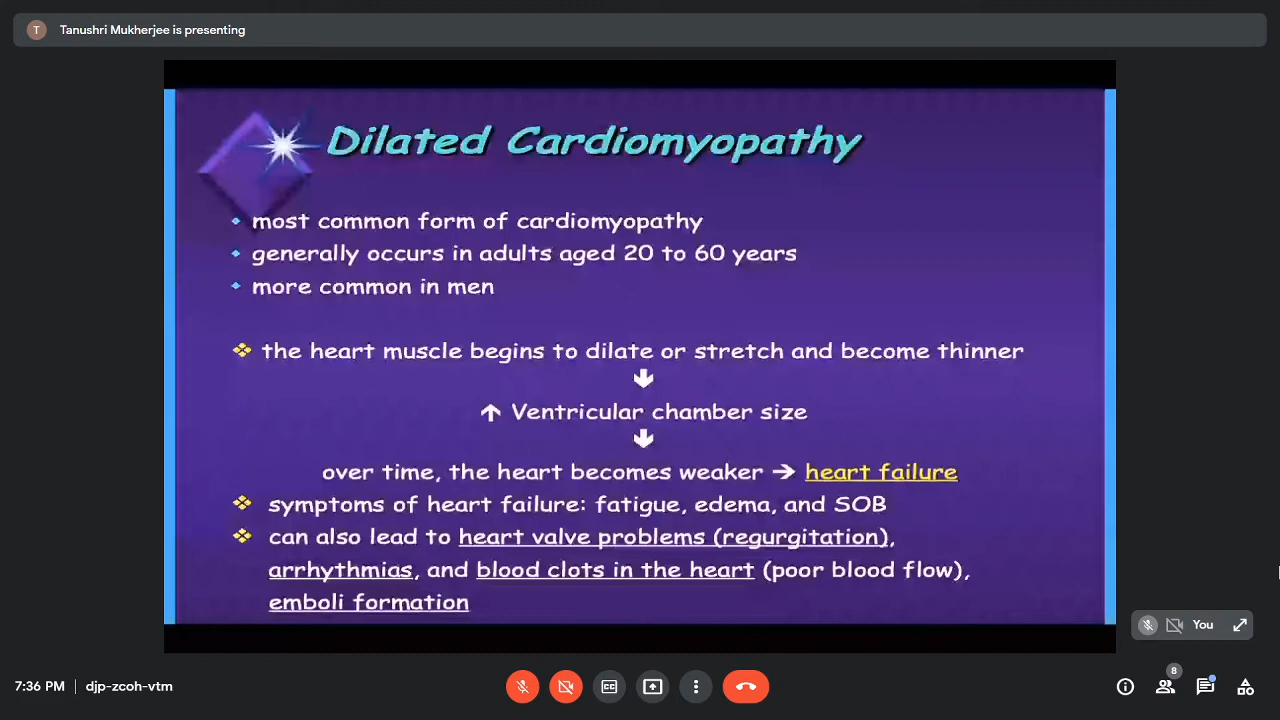 T Tanushri Mukherjee is presenting
Dilated Cardiomyopathy
most common form of cardiomyopathy
generally occurs in adults aged 20 to 60 years
more common in men
the heart muscle begins to dilate or stretch and become thinner
↑ Ventricular chamber size
over time, the heart becomes weaker → heart failure
symptoms of heart failure: fatigue, edema, and SOB
can also lead to heart valve problems (regurgitation),
arrhythmias, and blood clots in the heart (poor blood flow),
emboli formation
You
7:36 PM | djp-zcoh-vtm
CC
8